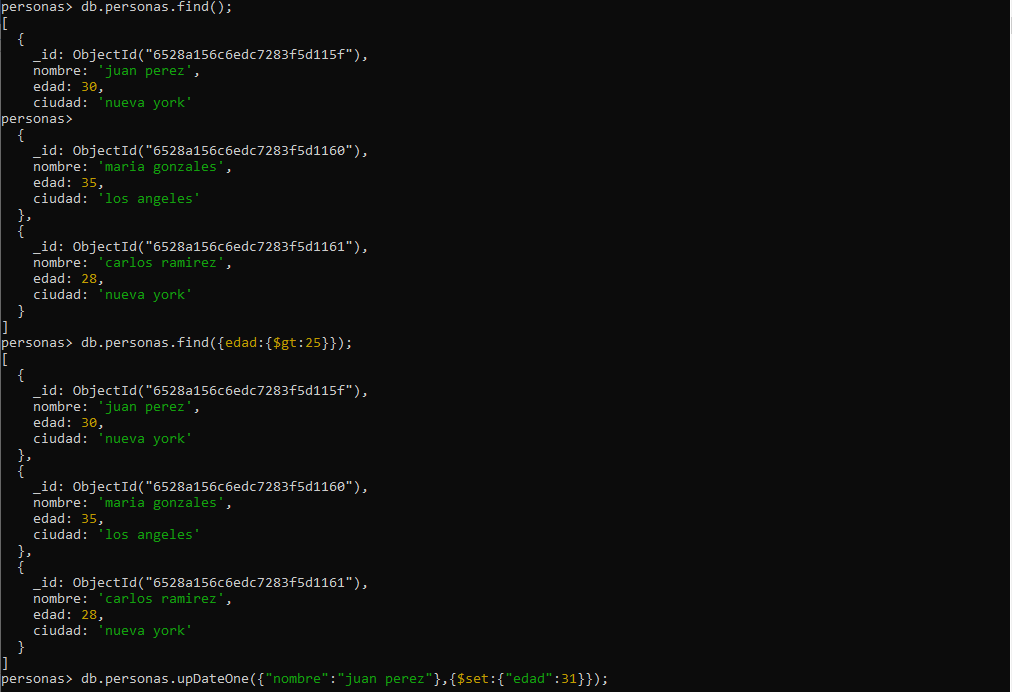 personas> db.personas.find();
[
  {
    _id: ObjectId("6528a156c6edc7283f5d115f"),
    nombre: 'juan perez',
    edad: 30,
    ciudad: 'nueva york'
personas>
  {
    _id: ObjectId("6528a156c6edc7283f5d1160"),
    nombre: 'maria gonzales',
    edad: 35,
    ciudad: 'los angeles'
  },
  {
    _id: ObjectId("6528a156c6edc7283f5d1161"),
    nombre: 'carlos ramirez',
    edad: 28,
    ciudad: 'nueva york'
  }
]
personas> db.personas.find({edad:{$gt:25}});
[
  {
    _id: ObjectId("6528a156c6edc7283f5d115f"),
    nombre: 'juan perez',
    edad: 30,
    ciudad: 'nueva york'
  },
  {
    _id: ObjectId("6528a156c6edc7283f5d1160"),
    nombre: 'maria gonzales',
    edad: 35,
    ciudad: 'los angeles'
  },
  {
    _id: ObjectId("6528a156c6edc7283f5d1161"),
    nombre: 'carlos ramirez',
    edad: 28,
    ciudad: 'nueva york'
  }
]
personas> db.personas.upDateOne({"nombre":"juan perez"},{$set:{"edad":31}});